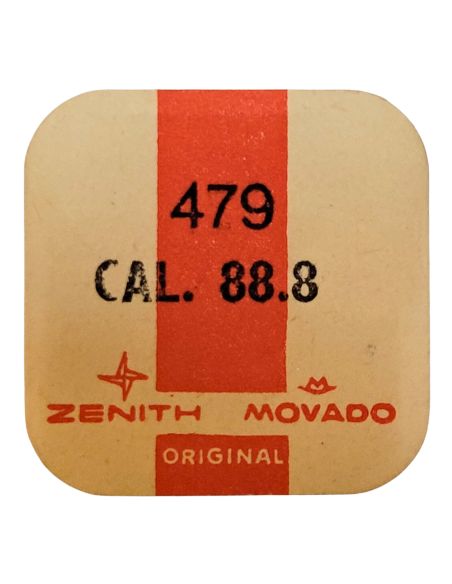 479
CAL. 88.8
ZENITH MOVADO
ORIGINAL